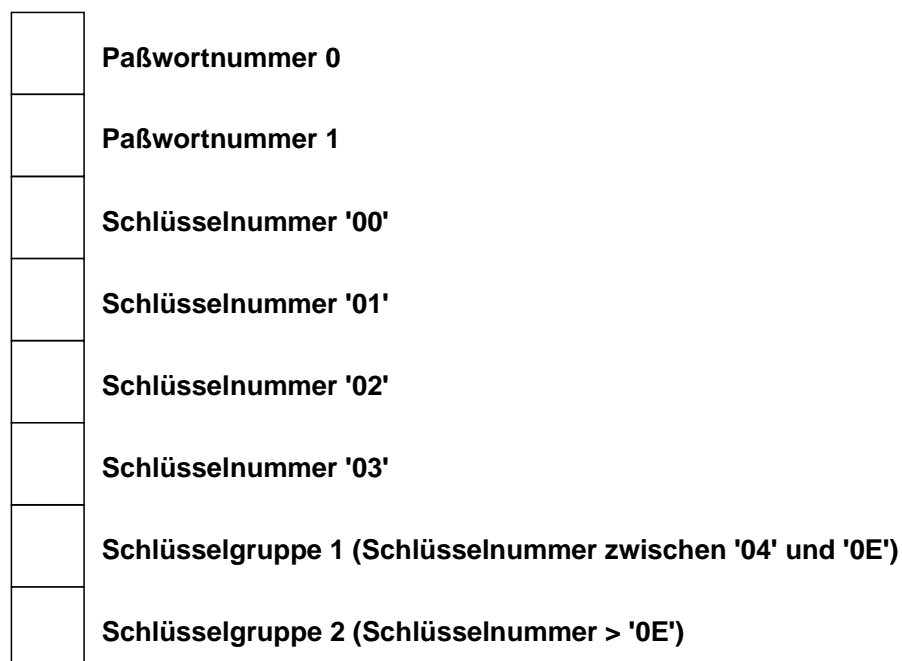 Paßwortnummer 0
Paßwortnummer 1
Schlüsselnummer '00'
Schlüsselnummer '01'
Schlüsselnummer '02'
Schlüsselnummer '03'
Schlüsselgruppe 1 (Schlüsselnummer zwischen '04' und '0E')
Schlüsselgruppe 2 (Schlüsselnummer > '0E')